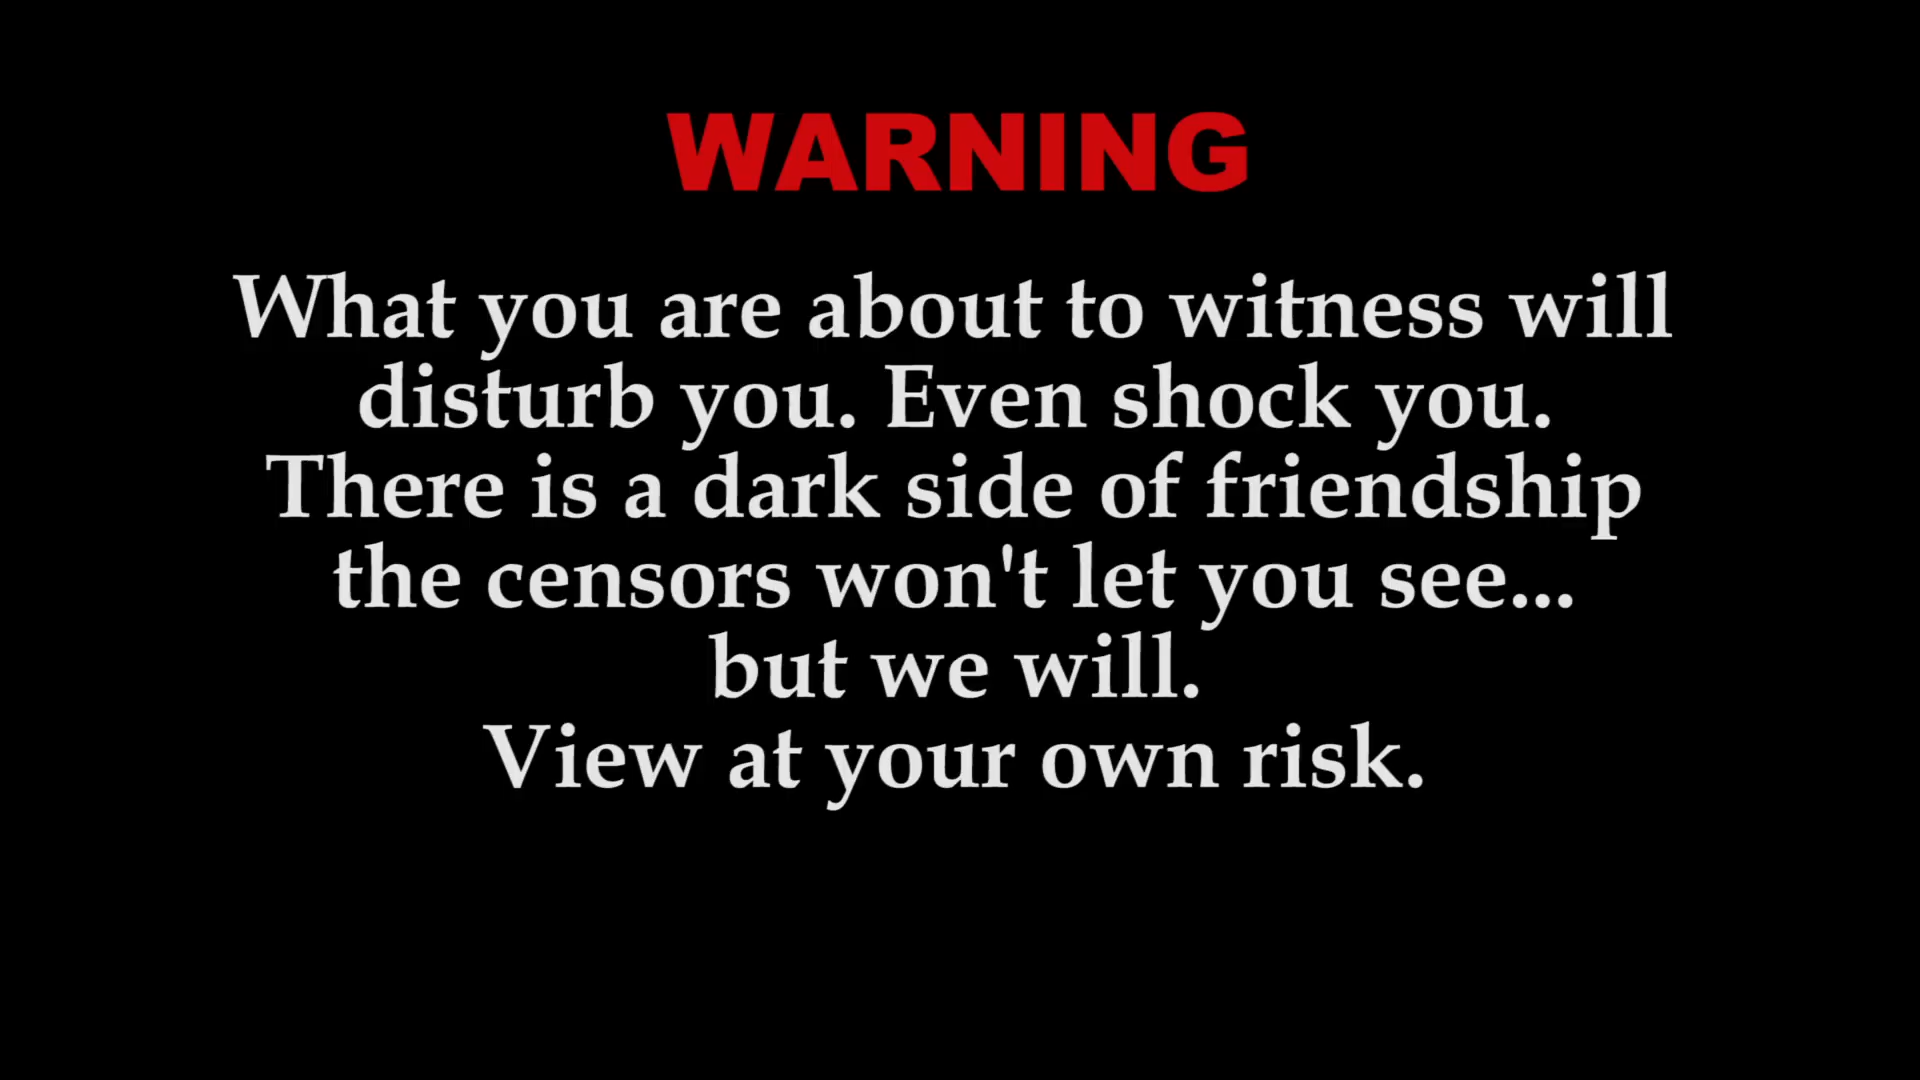 WARNING
What you are about to witness will
disturb you. Even shock you.
There is a dark side of friendship
the censors won't let you see...
but we will.
View at your own risk.